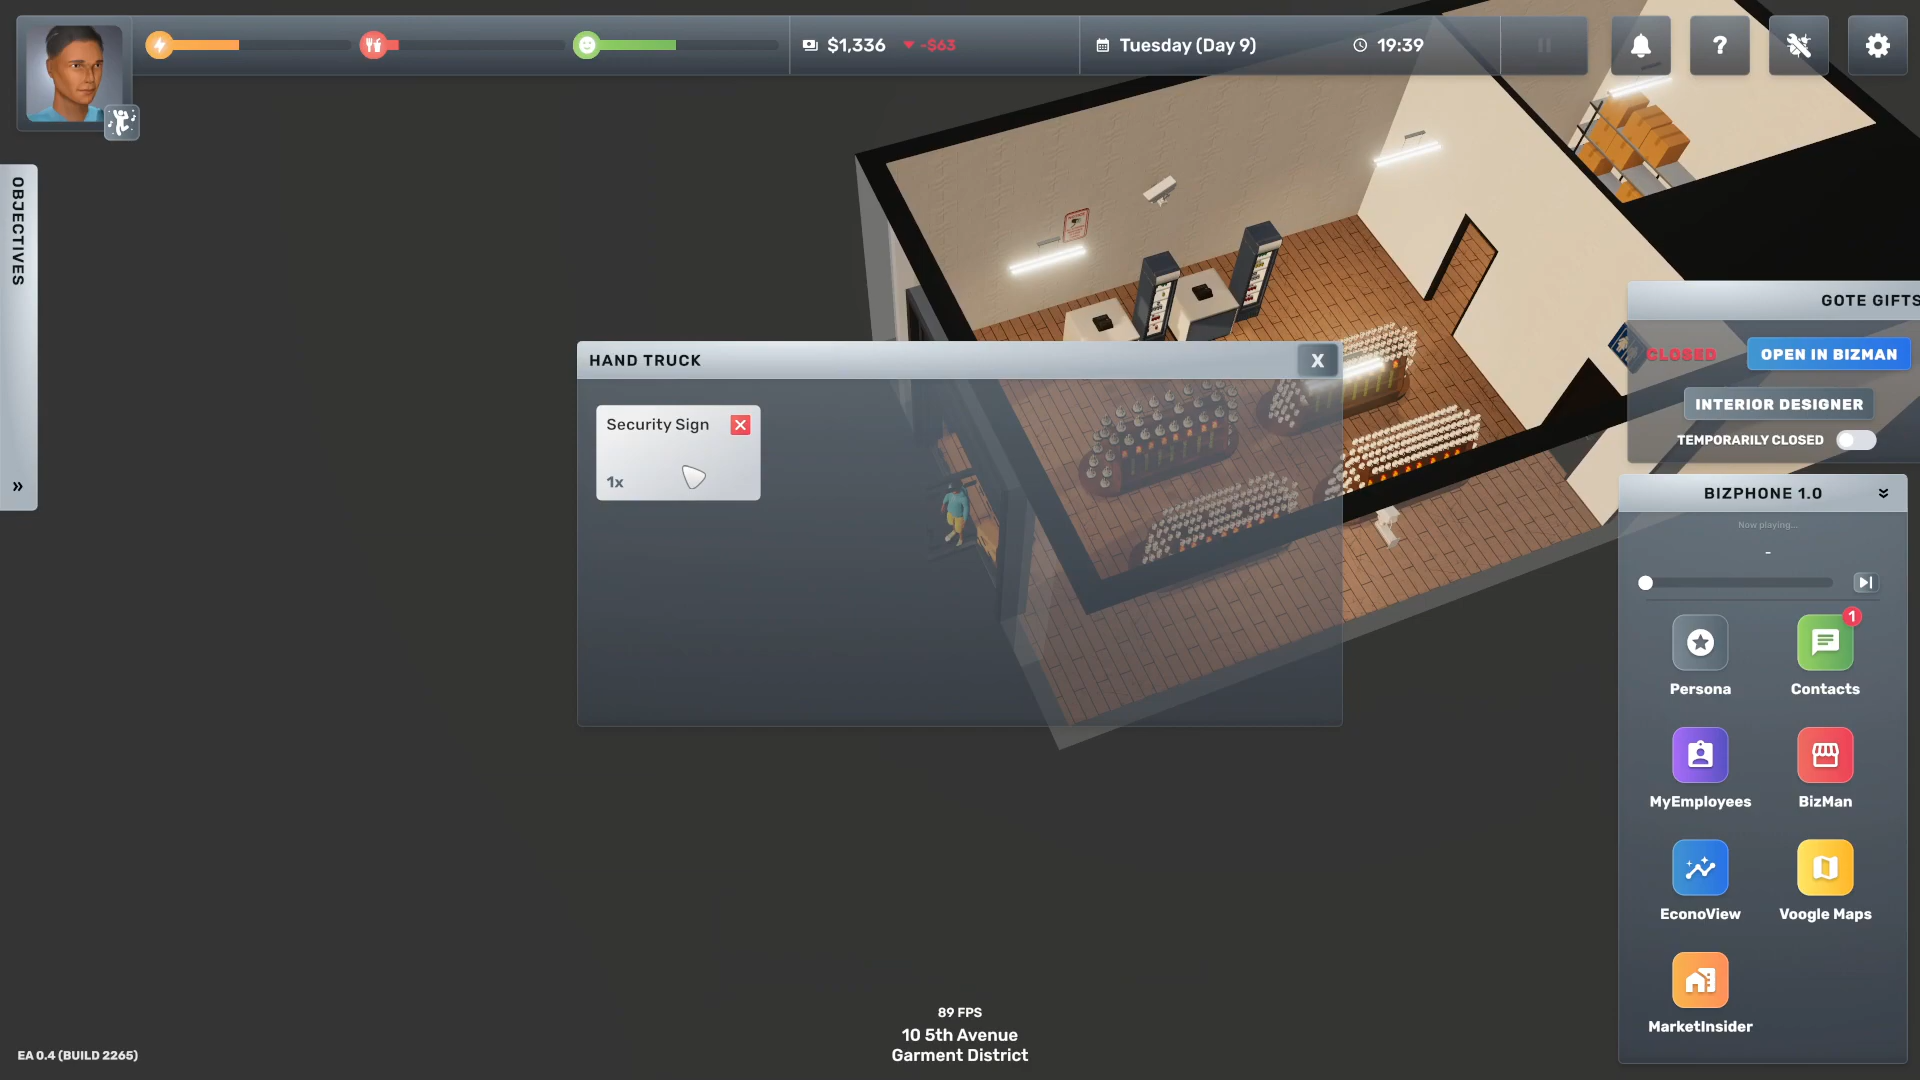 $1,336
-$63
Tuesday (Day 9)
19:39
?
OBJECTIVES
»
HAND TRUCK
X
Security Sign
1x
GOTE GIFTS
CLOSED
OPEN IN BIZMAN
INTERIOR DESIGNER
TEMPORARILY CLOSED
BIZPHONE 1.0
Now playing...
-
Persona
1
Contacts
MyEmployees
BizMan
EconoView
Voogle Maps
MarketInsider
89 FPS
10 5th Avenue
Garment District
EA 0.4 (BUILD 2265)